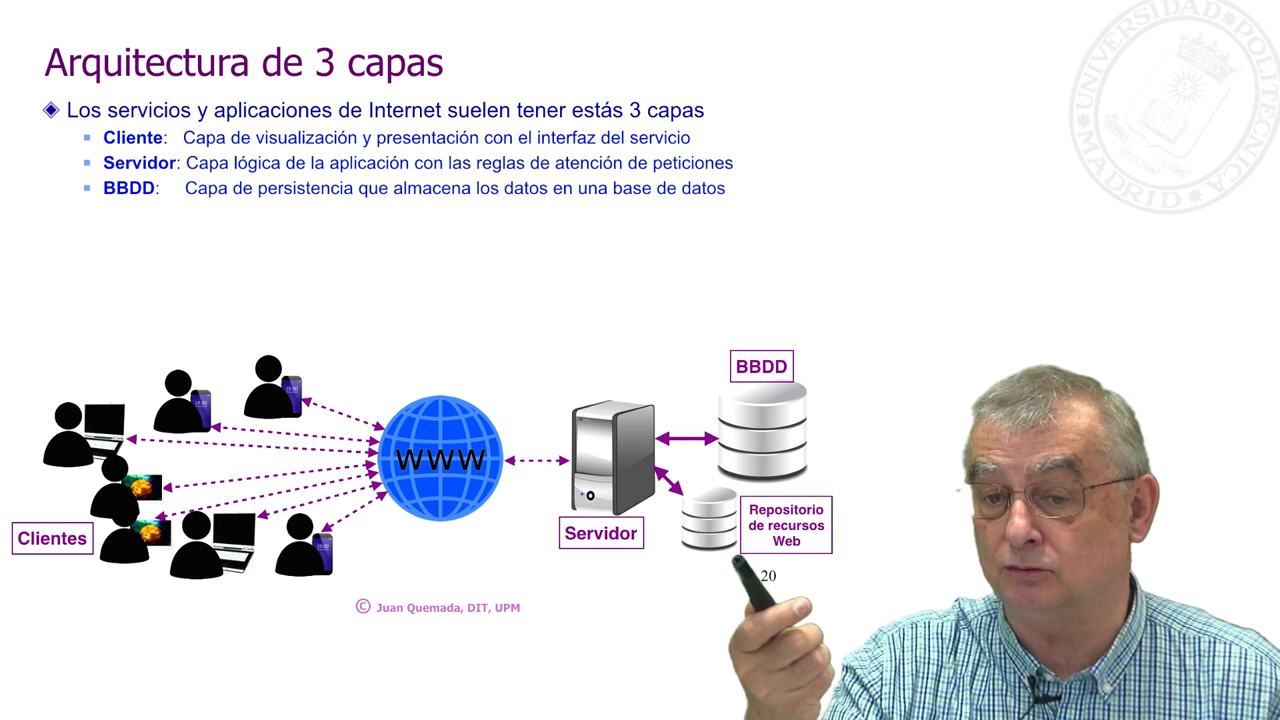 UNIVERSIDAD POLITÉCNICA
MADRID
Arquitectura de 3 capas
Los servicios y aplicaciones de Internet suelen tener estás 3 capas
Cliente: Capa de visualización y presentación con el interfaz del servicio
Servidor: Capa lógica de la aplicación con las reglas de atención de peticiones
BBDD: Capa de persistencia que almacena los datos en una base de datos
BBDD
www
Clientes
Servidor
Repositorio
de recursos
Web
20
© Juan Quemada, DIT, UPM